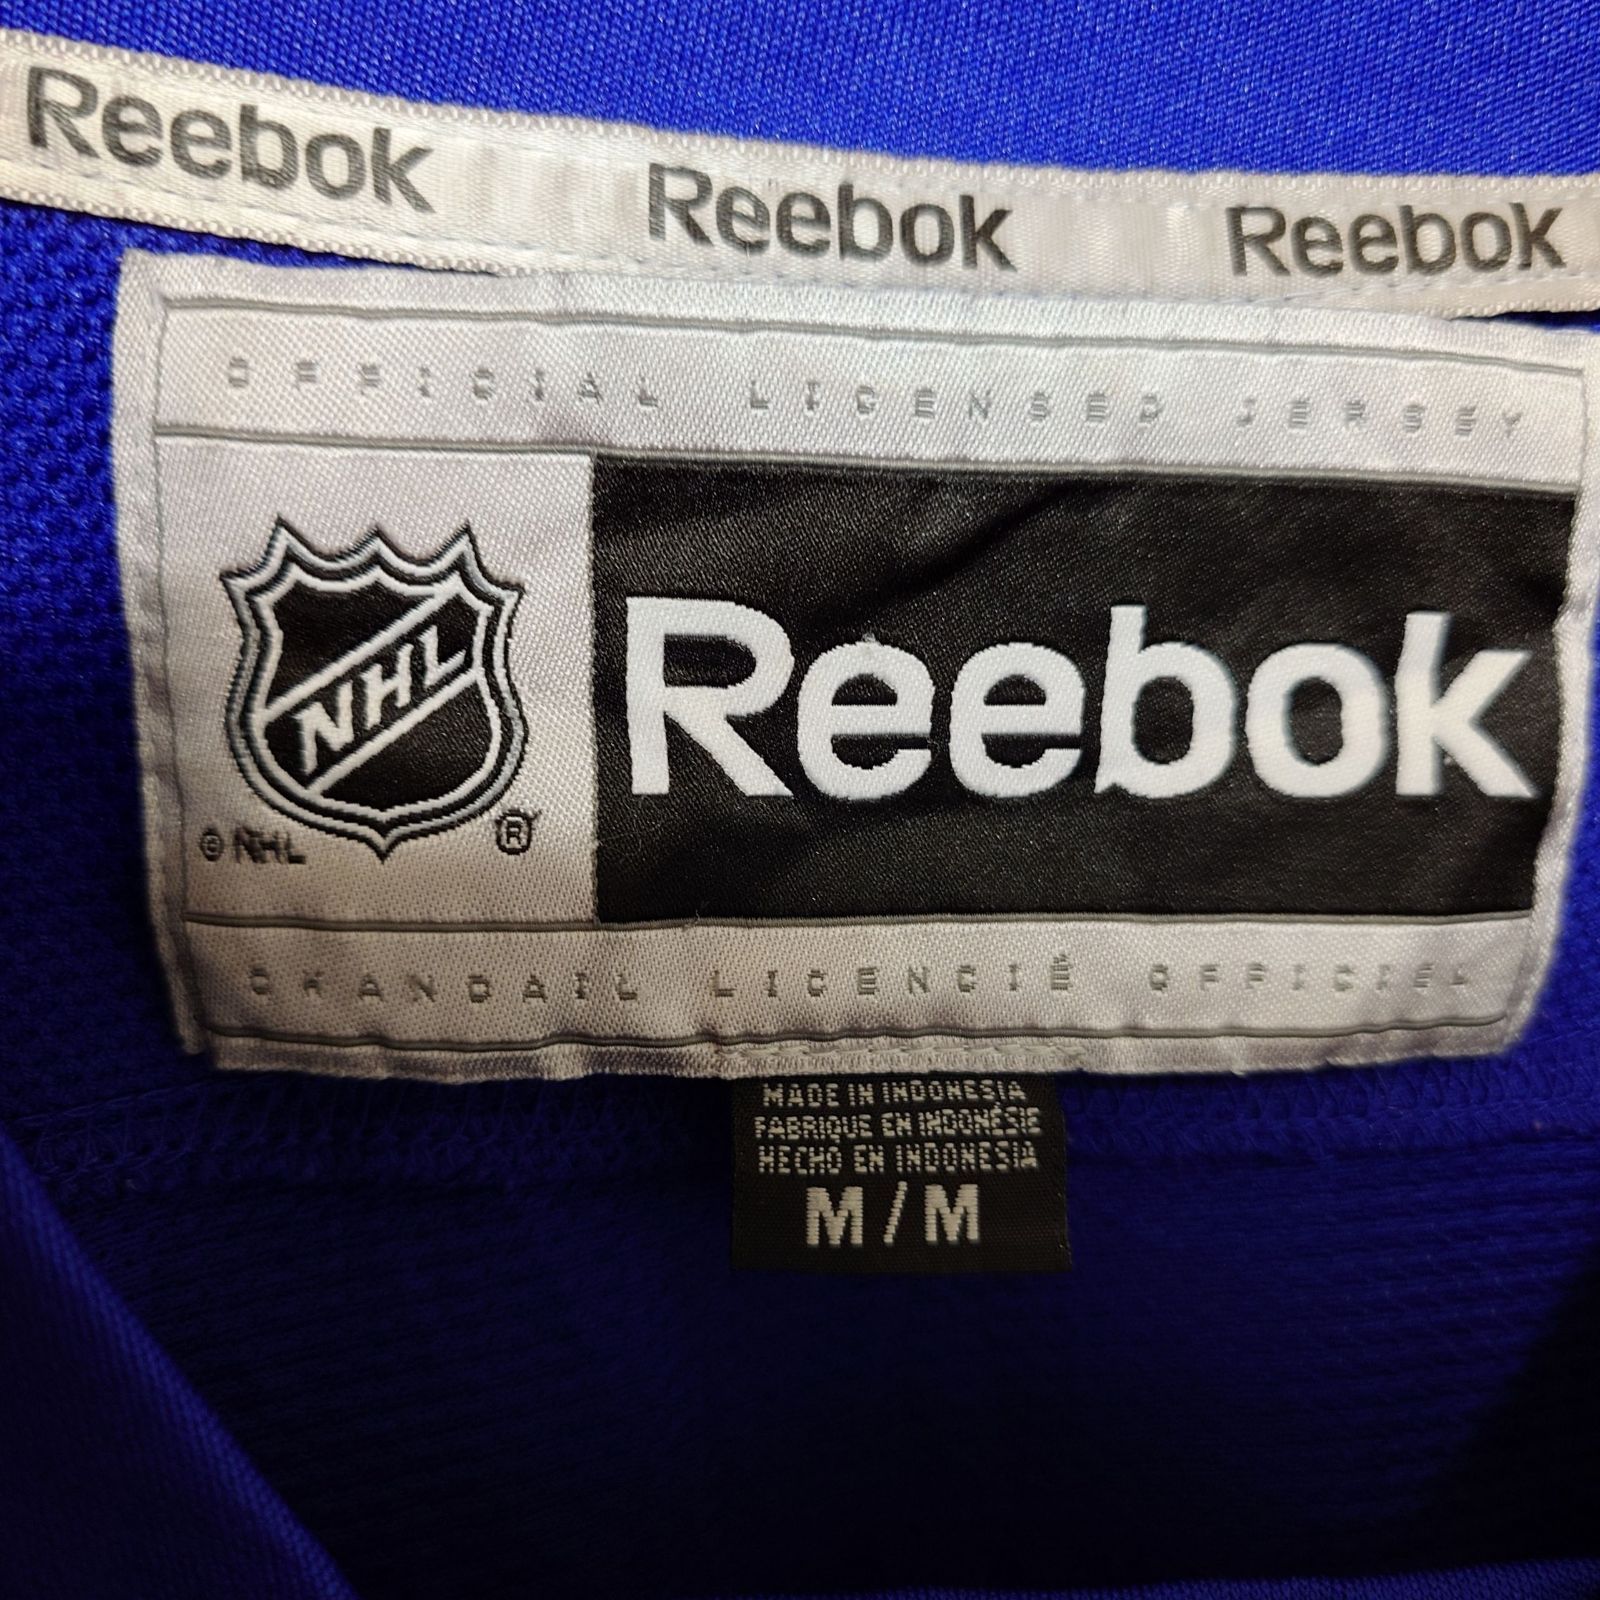 Reebok Reebok Reebok
OFFICIAL LICENSED JERSEY
NHL
© NHL ®
Reebok
CHANDAIL LICENCIÉ OFFICIEL
MADE IN INDONESIA
FABRIQUE EN INDONÉSIE
HECHO EN INDONESIA
M/M